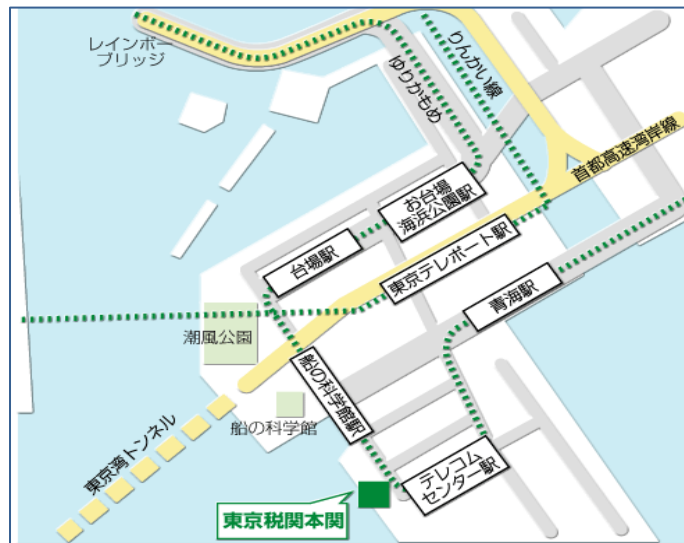 レインボー
ブリッジ
ゆりかもめ
りんかい線
首都高速湾岸線
お台場
海浜公園駅
台場駅
東京テレポート駅
青海駅
潮風公園
船の科学館駅
船の科学館
東京湾トンネル
テレコム
センター駅
東京税関本関